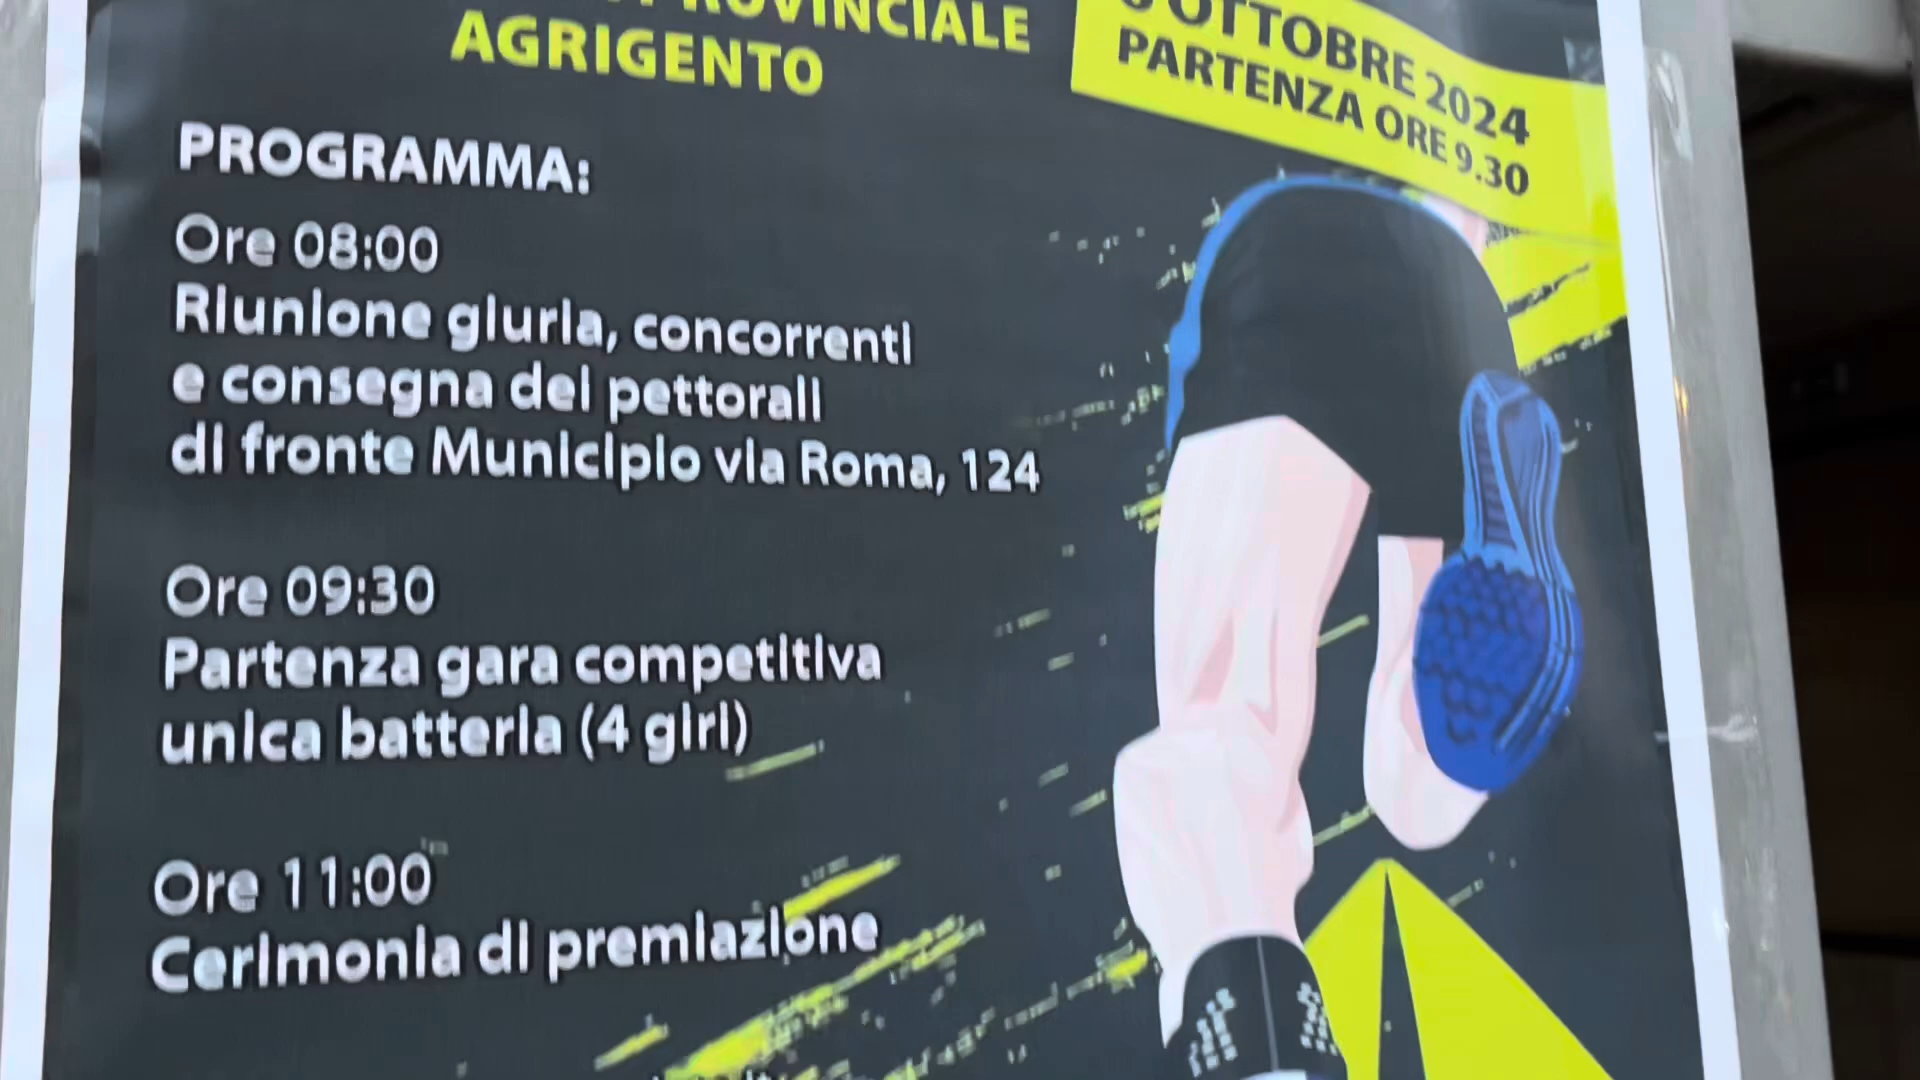 PROVINCIALE
AGRIGENTO
OTTOBRE 2024
PARTENZA ORE 9.30
PROGRAMMA:
Ore 08:00
Riunione giuria, concorrenti
e consegna dei pettorali
di fronte Municipio via Roma, 124
Ore 09:30
Partenza gara competitiva
unica batteria (4 giri)
Ore 11:00
Cerimonia di premiazione